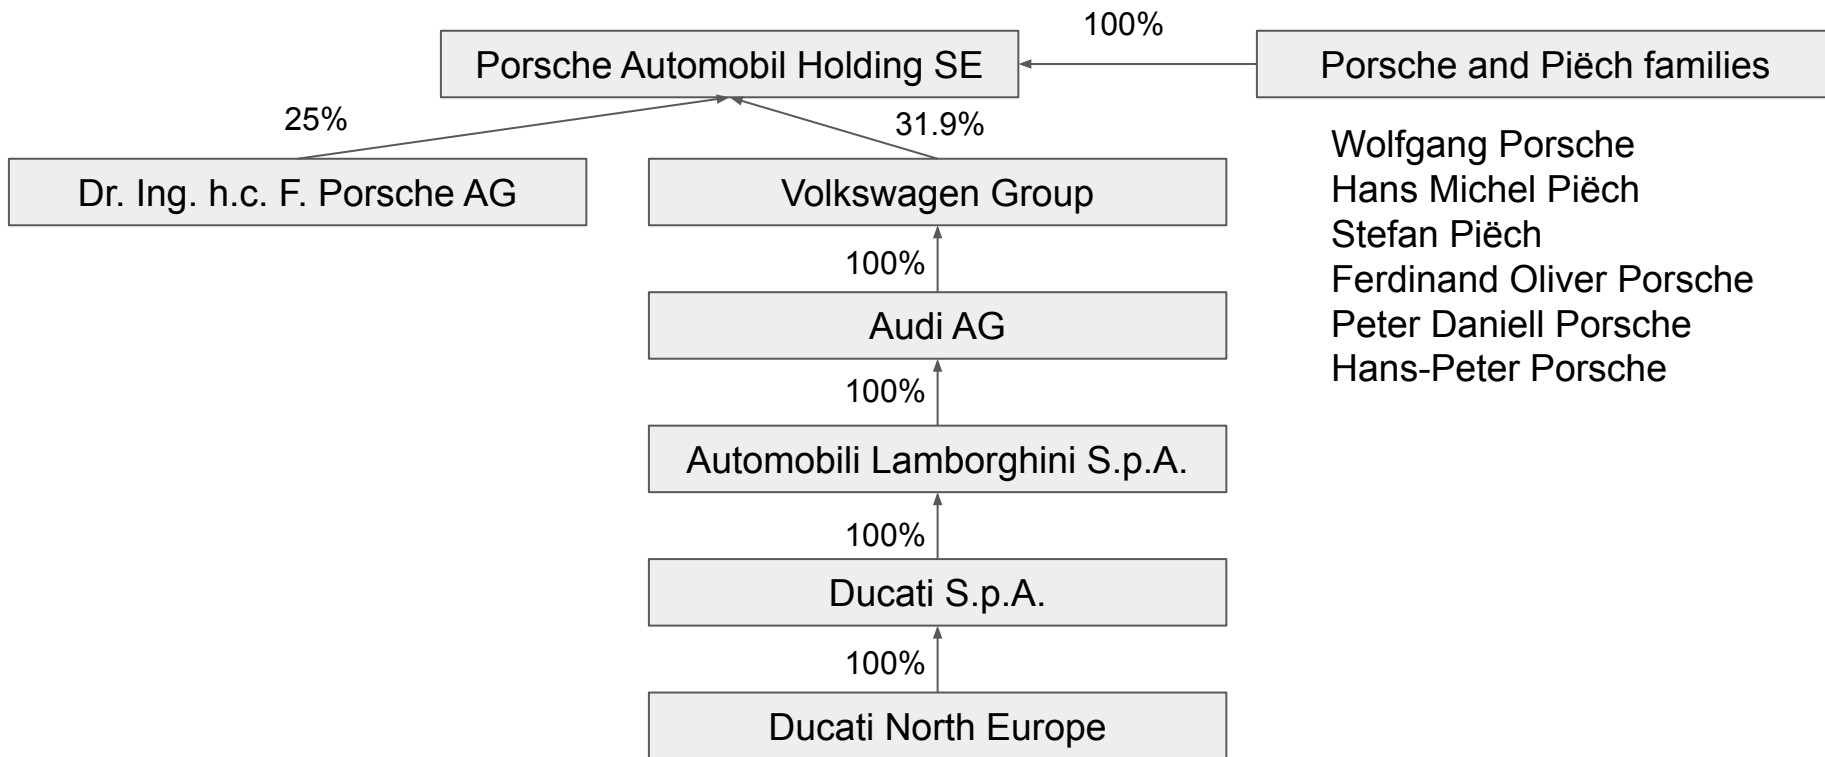 100%
Porsche Automobil Holding SE
Porsche and Piëch families
25%
31.9%
Dr. Ing. h.c. F. Porsche AG
Volkswagen Group
Wolfgang Porsche
Hans Michel Piëch
Stefan Piëch
Ferdinand Oliver Porsche
Peter Daniell Porsche
Hans-Peter Porsche
100%
Audi AG
100%
Automobili Lamborghini S.p.A.
100%
Ducati S.p.A.
100%
Ducati North Europe